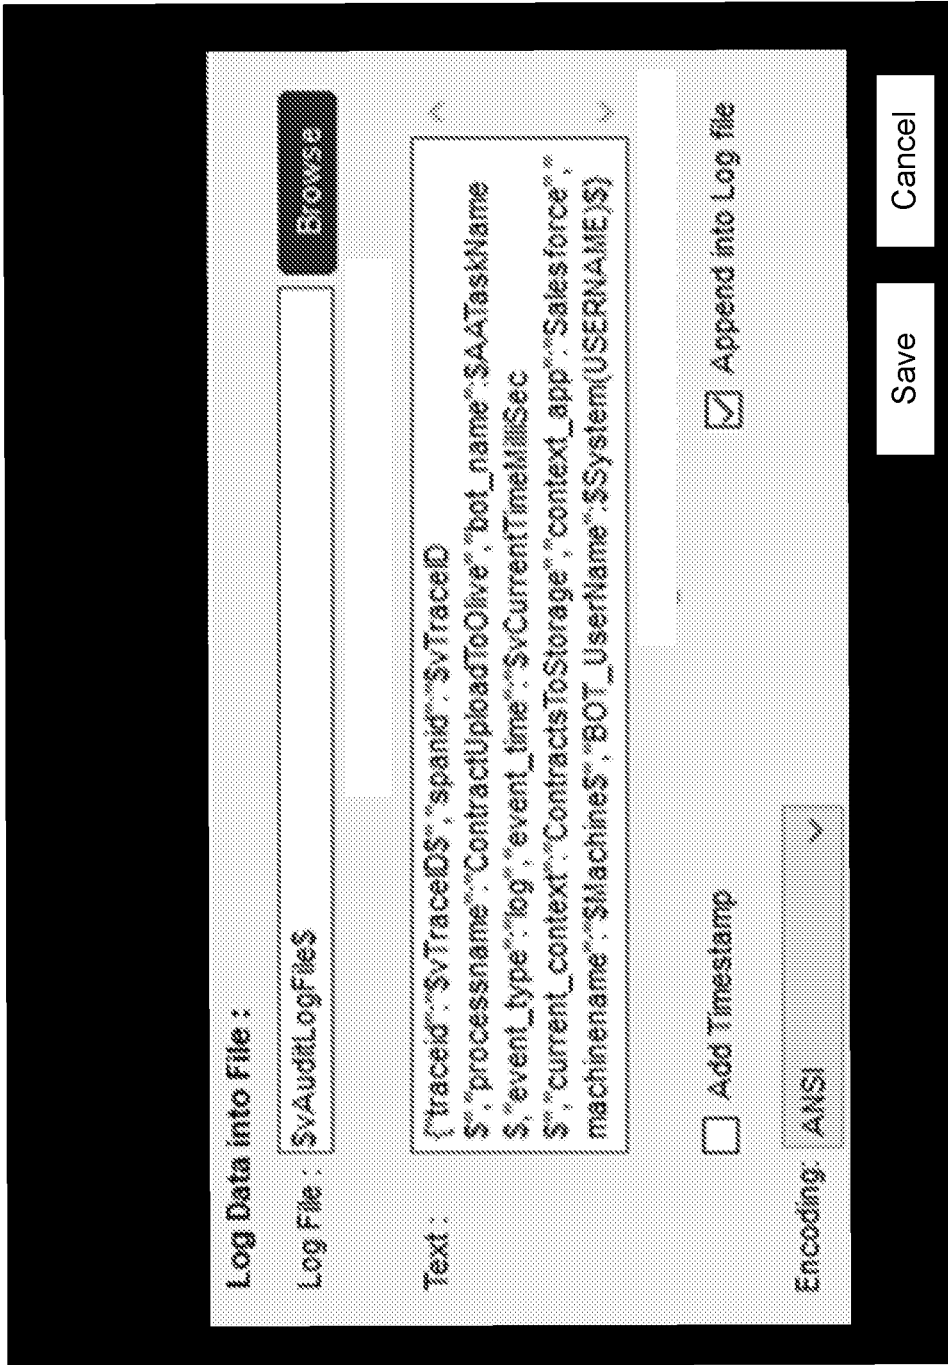 Log Data into File :
Log File : $vAuditLogFile$ Browse
Text :
{"traceid":"$vTraceID$","spanid":"$vTraceID
$","processname":"ContractUploadToOlive","bot_name":$AATaskName
$,"event_type":"log","event_time":"$vCurrentTimeMilliSec
$","current_context":"ContractsToStorage","context_app":"Salesforce","
machinename":"$Machine$","BOT_UserName":$System(USERNAME)$}
Add Timestamp Append into Log file
Encoding: ANSI
Save Cancel